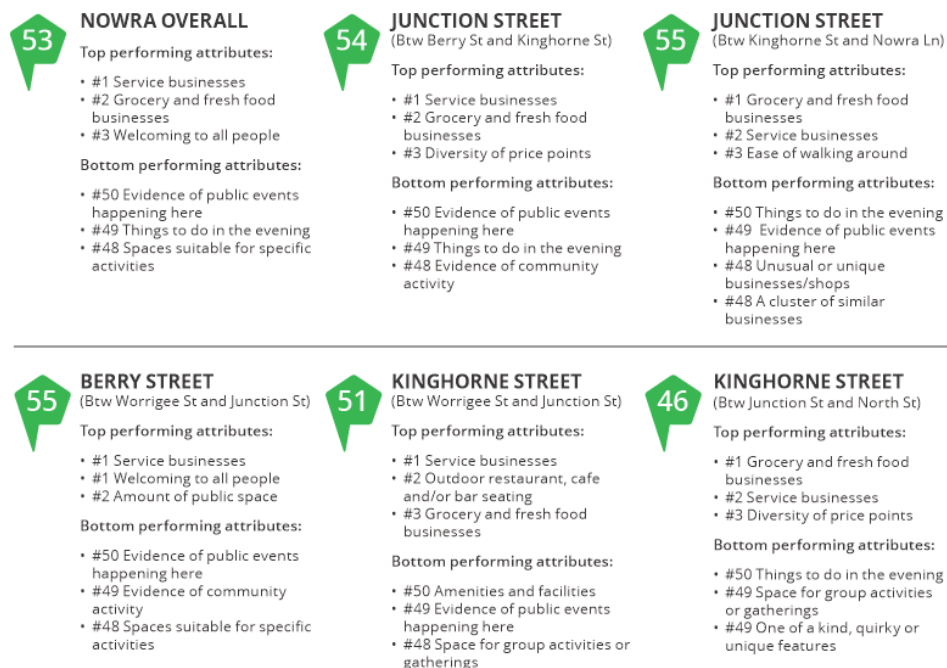 53
NOWRA OVERALL
Top performing attributes:
• #1 Service businesses
• #2 Grocery and fresh food
businesses
• #3 Welcoming to all people
Bottom performing attributes:
• #50 Evidence of public events
happening here
• #49 Things to do in the evening
• #48 Spaces suitable for specific
activities
54
JUNCTION STREET
(Btw Berry St and Kinghorne St)
Top performing attributes:
• #1 Service businesses
• #2 Grocery and fresh food
businesses
• #3 Diversity of price points
Bottom performing attributes:
• #50 Evidence of public events
happening here
• #49 Things to do in the evening
• #48 Evidence of community
activity
55
JUNCTION STREET
(Btw Kinghorne St and Nowra Ln)
Top performing attributes:
• #1 Grocery and fresh food
businesses
• #2 Service businesses
• #3 Ease of walking around
Bottom performing attributes:
• #50 Things to do in the evening
• #49 Evidence of public events
happening here
• #48 Unusual or unique
businesses/shops
• #48 A cluster of similar
businesses
55
BERRY STREET
(Btw Worrigee St and Junction St)
Top performing attributes:
• #1 Service businesses
• #1 Welcoming to all people
• #2 Amount of public space
Bottom performing attributes:
• #50 Evidence of public events
happening here
• #49 Evidence of community
activity
• #48 Spaces suitable for specific
activities
51
KINGHORNE STREET
(Btw Worrigee St and Junction St)
Top performing attributes:
• #1 Service businesses
• #2 Outdoor restaurant, cafe
and/or bar seating
• #3 Grocery and fresh food
businesses
Bottom performing attributes:
• #50 Amenities and facilities
• #49 Evidence of public events
happening here
• #48 Space for group activities or
gatherings
46
KINGHORNE STREET
(Btw Junction St and North St)
Top performing attributes:
• #1 Grocery and fresh food
businesses
• #2 Service businesses
• #3 Diversity of price points
Bottom performing attributes:
• #50 Things to do in the evening
• #49 Space for group activities
or gatherings
• #49 One of a kind, quirky or
unique features